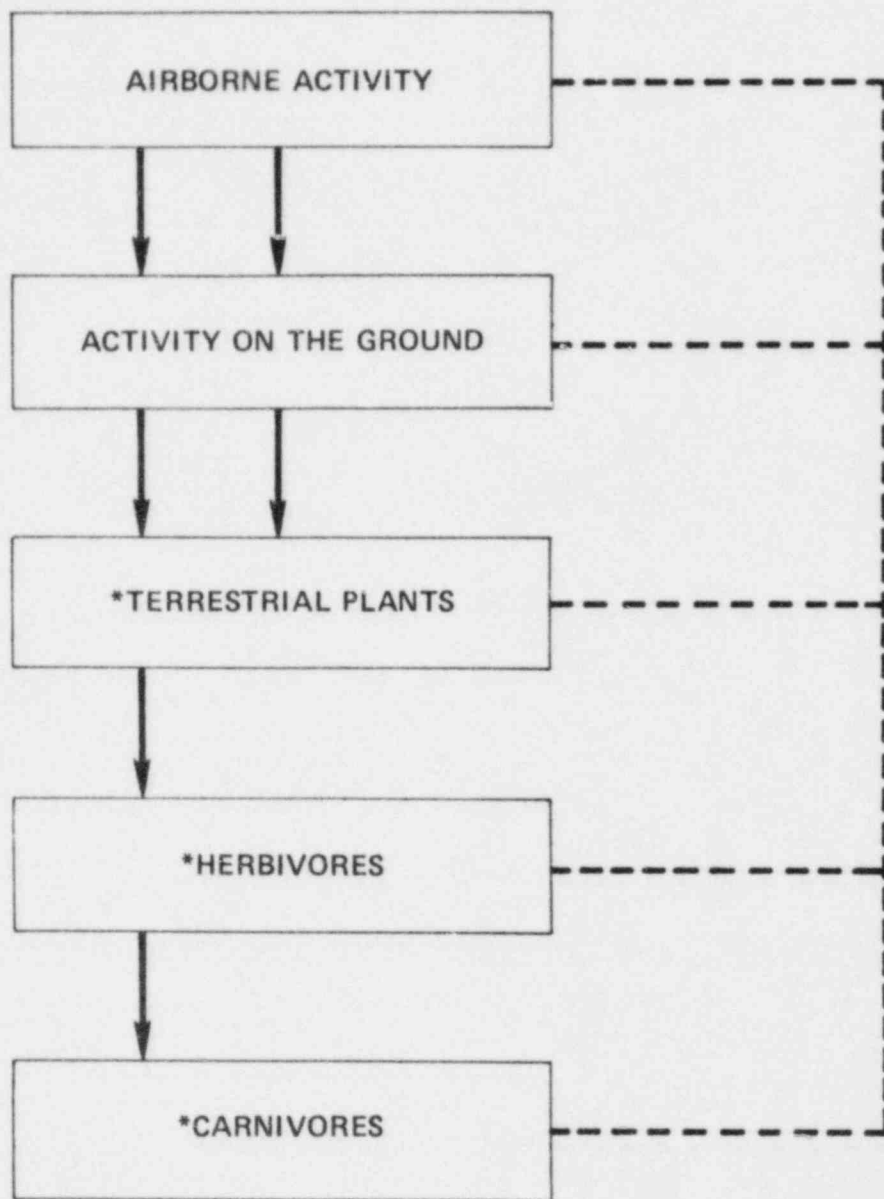 AIRBORNE ACTIVITY
ACTIVITY ON THE GROUND
*TERRESTRIAL PLANTS
*HERBIVORES
*CARNIVORES